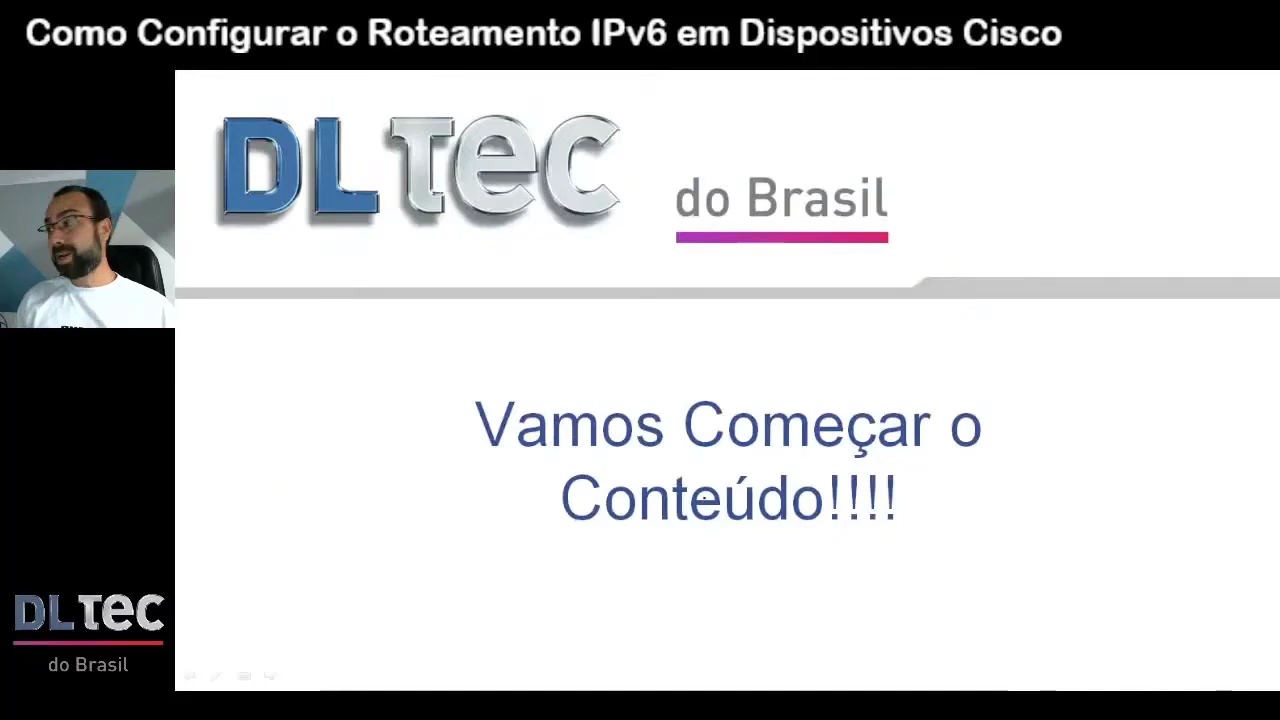 Como Configurar o Roteamento IPv6 em Dispositivos Cisco
DLTEC
do Brasil
Vamos Começar o
Conteúdo!!!!
DLTEC
do Brasil